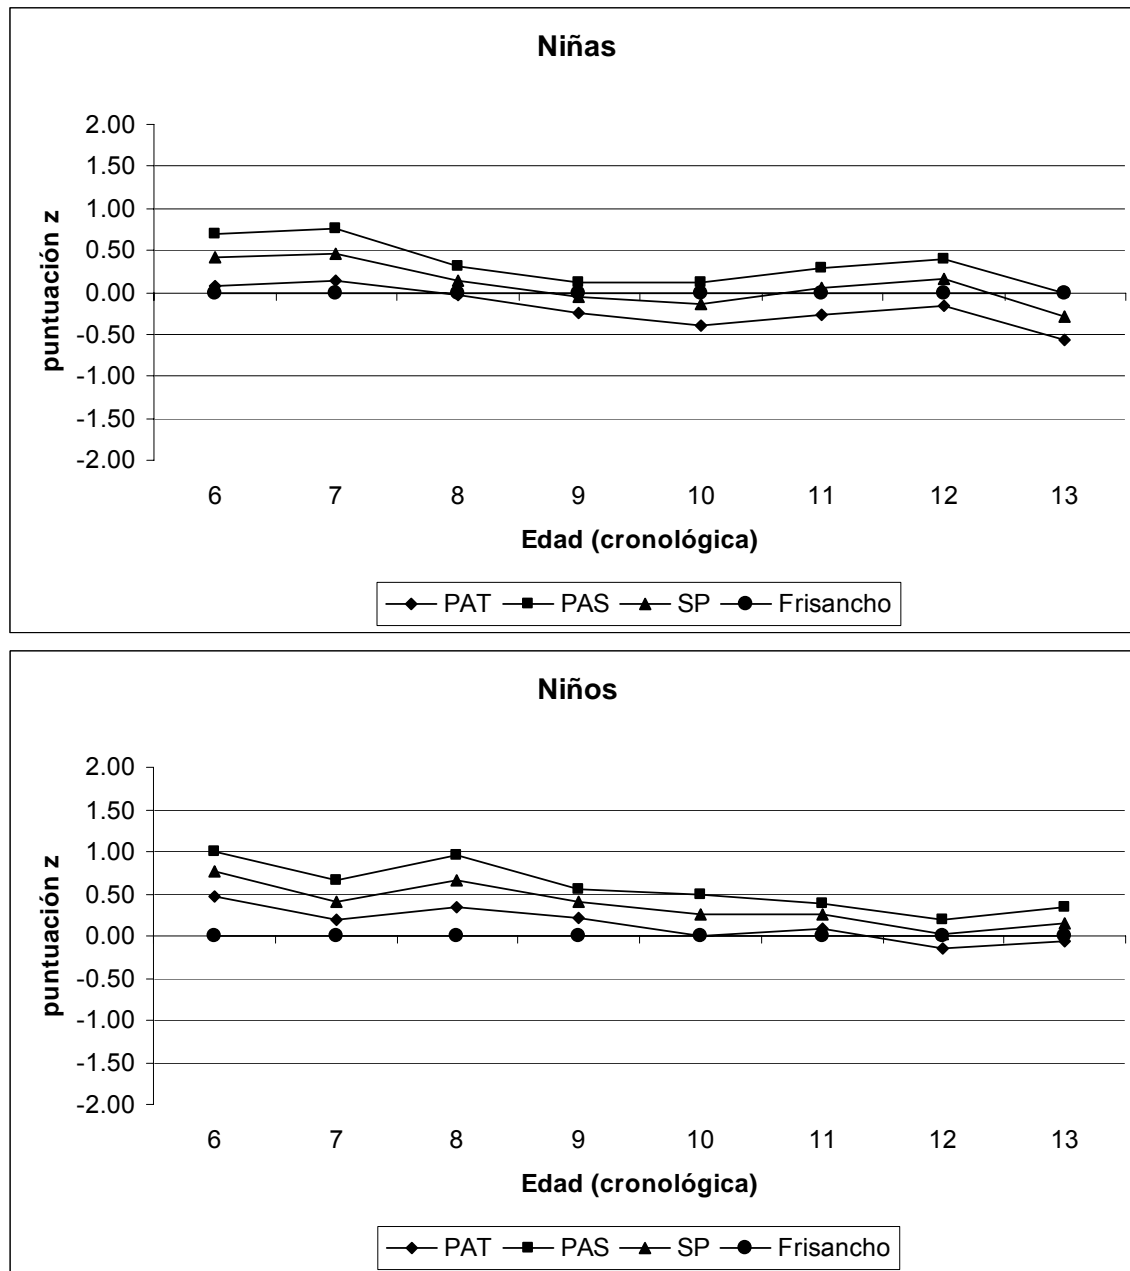 Niñas
2.00
1.50
1.00
0.50
0.00
-0.50
-1.00
-1.50
-2.00
puntuación z
6 7 8 9 10 11 12 13
Edad (cronológica)
PAT PAS SP Frisancho
Niños
2.00
1.50
1.00
0.50
0.00
-0.50
-1.00
-1.50
-2.00
puntuación z
6 7 8 9 10 11 12 13
Edad (cronológica)
PAT PAS SP Frisancho